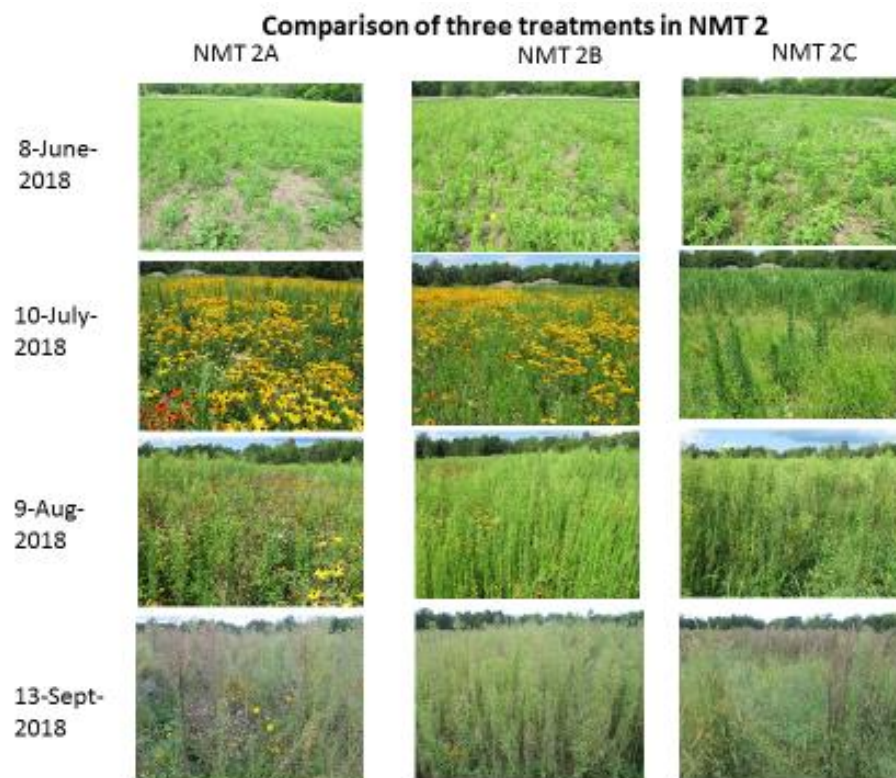 Comparison of three treatments in NMT 2
NMT 2A
NMT 2B
NMT 2C
8-June-
2018
10-July-
2018
9-Aug-
2018
13-Sept-
2018